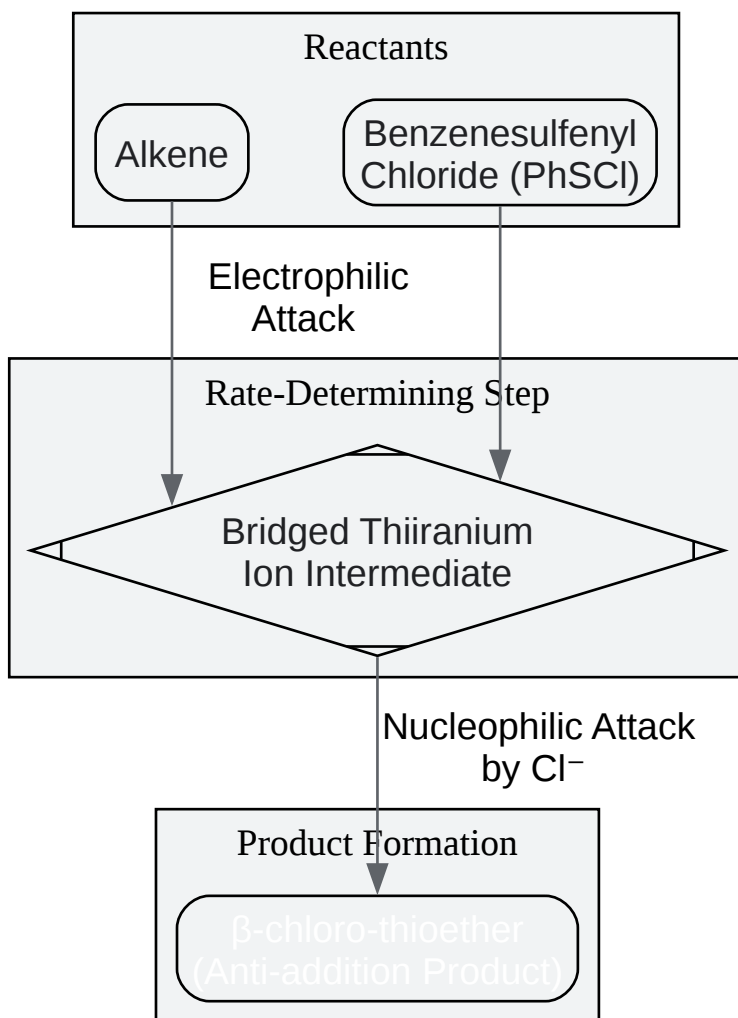 Reactants
Alkene
Benzenesulfenyl
Chloride (PhSCl)
Electrophilic
Attack
Rate-Determining Step
Bridged Thiiranium
Ion Intermediate
Nucleophilic Attack
by Cl⁻
Product Formation
β-chloro-thioether
(Anti-addition Product)